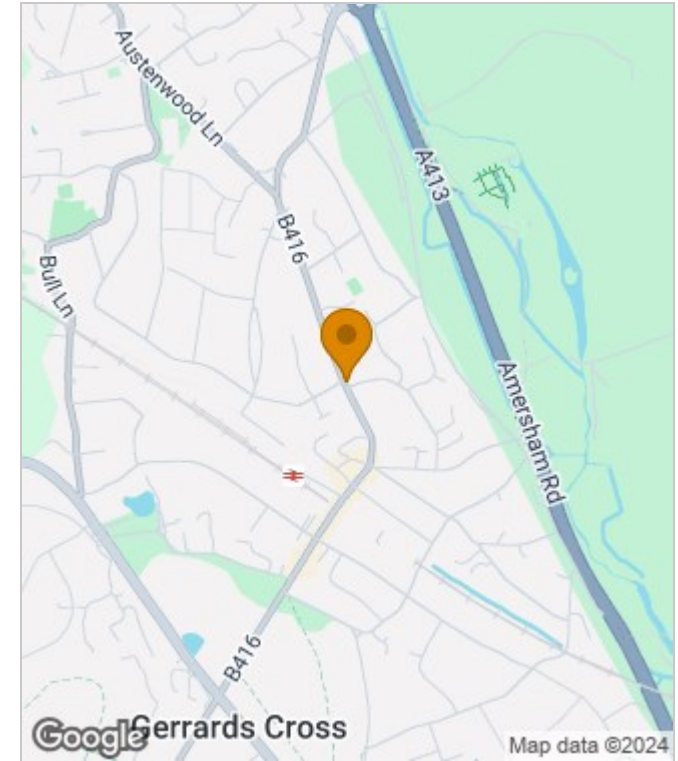 Austenwood Ln
A413
B416
Bull Ln
Amersham Rd
B416
Gerrards Cross
Google
Map data ©2024